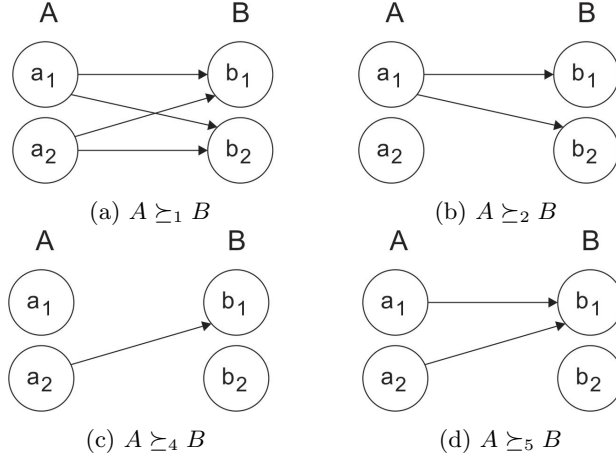 A B A B
a1 b1 a1 b1
a2 b2 a2 b2
(a) A ⪰1 B (b) A ⪰2 B
A B A B
a1 b1 a1 b1
a2 b2 a2 b2
(c) A ⪰4 B (d) A ⪰5 B